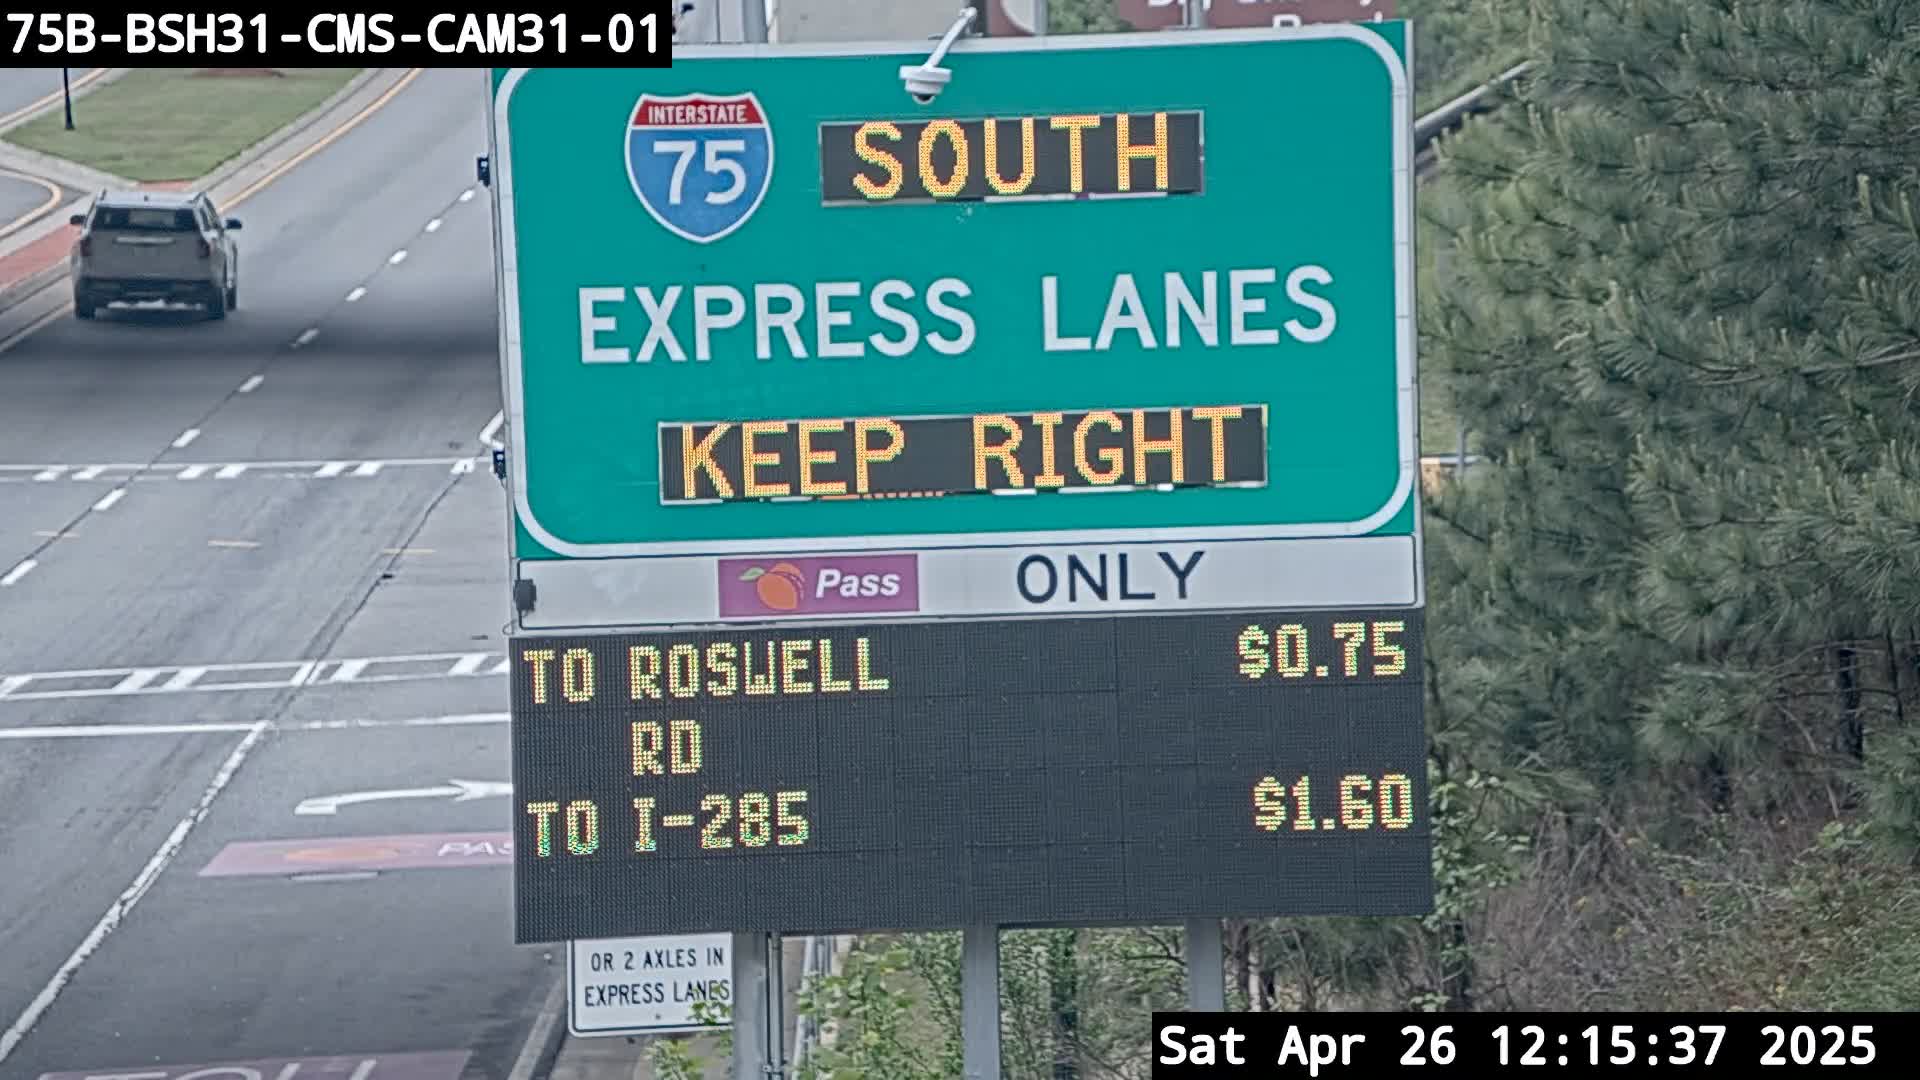 75B-BSH31-CMS-CAM31-01
INTERSTATE
75
SOUTH
EXPRESS LANES
KEEP RIGHT
Pass ONLY
TO ROSWELL $0.75
RD
TO I-285 $1.60
OR 2 AXLES IN
EXPRESS LANES
TOLL
Sat Apr 26 12:15:37 2025